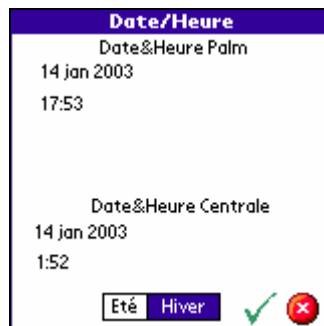 Date/Heure
Date&Heure Palm
14 jan 2003
17:53
Date&Heure Centrale
14 jan 2003
1:52
Eté Hiver